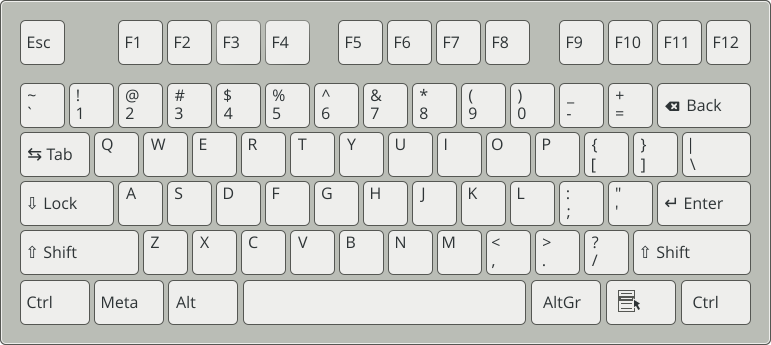 Esc F1 F2 F3 F4 F5 F6 F7 F8 F9 F10 F11 F12
~ ! @ # $ % ^ & * ( ) _ +
` 1 2 3 4 5 6 7 8 9 0 - = Back
Tab Q W E R T Y U I O P { } |
[ ] \
Lock A S D F G H J K L : " Enter
; '
Shift Z X C V B N M < > ? Shift
, . /
Ctrl Meta Alt AltGr Ctrl